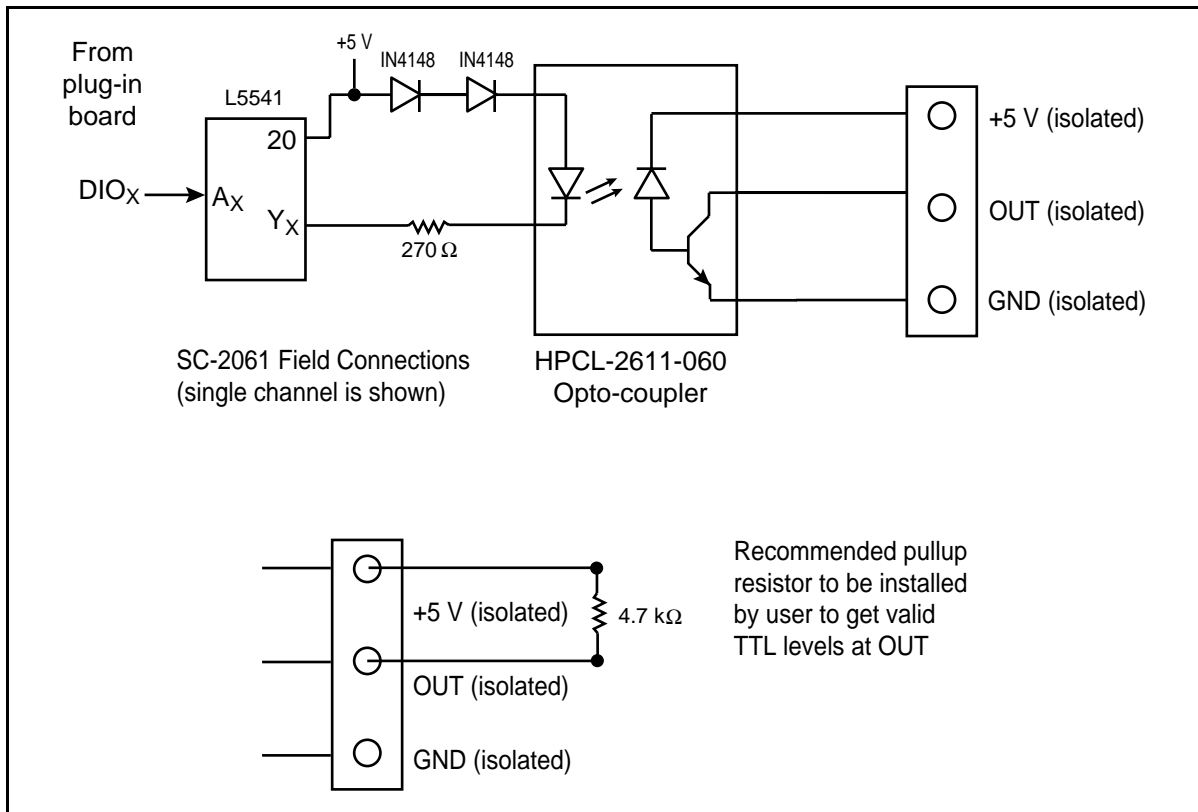 From
plug-in
board
+5 V
IN4148
IN4148
L5541
20
DIOX
AX
YX
270 Ω
+5 V (isolated)
OUT (isolated)
GND (isolated)
SC-2061 Field Connections
(single channel is shown)
HPCL-2611-060
Opto-coupler
+5 V (isolated)
4.7 kΩ
OUT (isolated)
GND (isolated)
Recommended pullup
resistor to be installed
by user to get valid
TTL levels at OUT